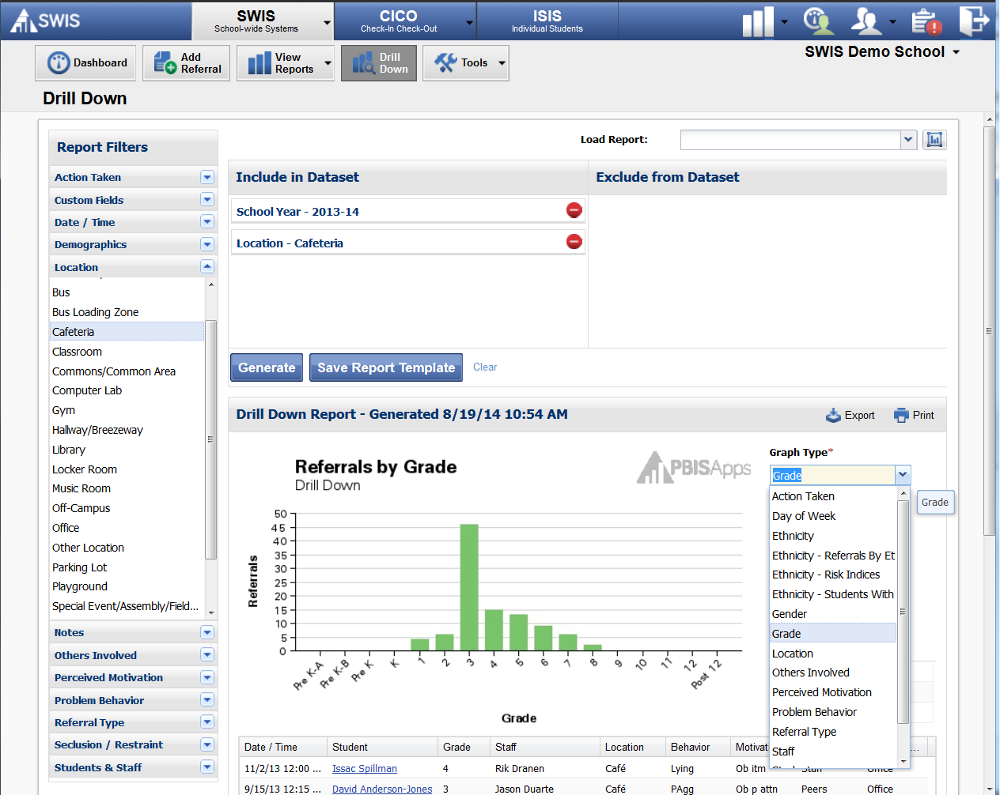 SWIS
SWIS
School-wide Systems
CICO
Check-In Check-Out
ISIS
Individual Students
Dashboard
Add
Referral
View
Reports
Drill
Down
Tools
SWIS Demo School
Drill Down
Report Filters
Action Taken
Custom Fields
Date / Time
Demographics
Location
Bus
Bus Loading Zone
Cafeteria
Classroom
Commons/Common Area
Computer Lab
Gym
Hallway/Breezeway
Library
Locker Room
Music Room
Off-Campus
Office
Other Location
Parking Lot
Playground
Special Event/Assembly/Field...
Notes
Others Involved
Perceived Motivation
Problem Behavior
Referral Type
Seclusion / Restraint
Students & Staff
Load Report:
Include in Dataset
Exclude from Dataset
School Year - 2013-14
Location - Cafeteria
Generate
Save Report Template
Clear
Drill Down Report - Generated 8/19/14 10:54 AM
Export
Print
Referrals by Grade
Drill Down
PBISApps
Referrals
50
45
40
35
30
25
20
15
10
5
0
Pre K-A
Pre K-B
Pre K
K
1
2
3
4
5
6
7
8
9
10
11
12
Post 12
Grade
Graph Type*
Grade
Grade
Action Taken
Day of Week
Ethnicity
Ethnicity - Referrals By Et
Ethnicity - Risk Indices
Ethnicity - Students With
Gender
Grade
Location
Others Involved
Perceived Motivation
Problem Behavior
Referral Type
Staff
Date / Time Student Grade Staff Location Behavior Motivat ...
11/2/13 12:00 ... Issac Spillman 4 Rik Dranen Café Lying Ob itm Staff Office
9/15/13 12:15 ... David Anderson-Jones 3 Jason Duarte Café PAgg Ob p attn Peers Office